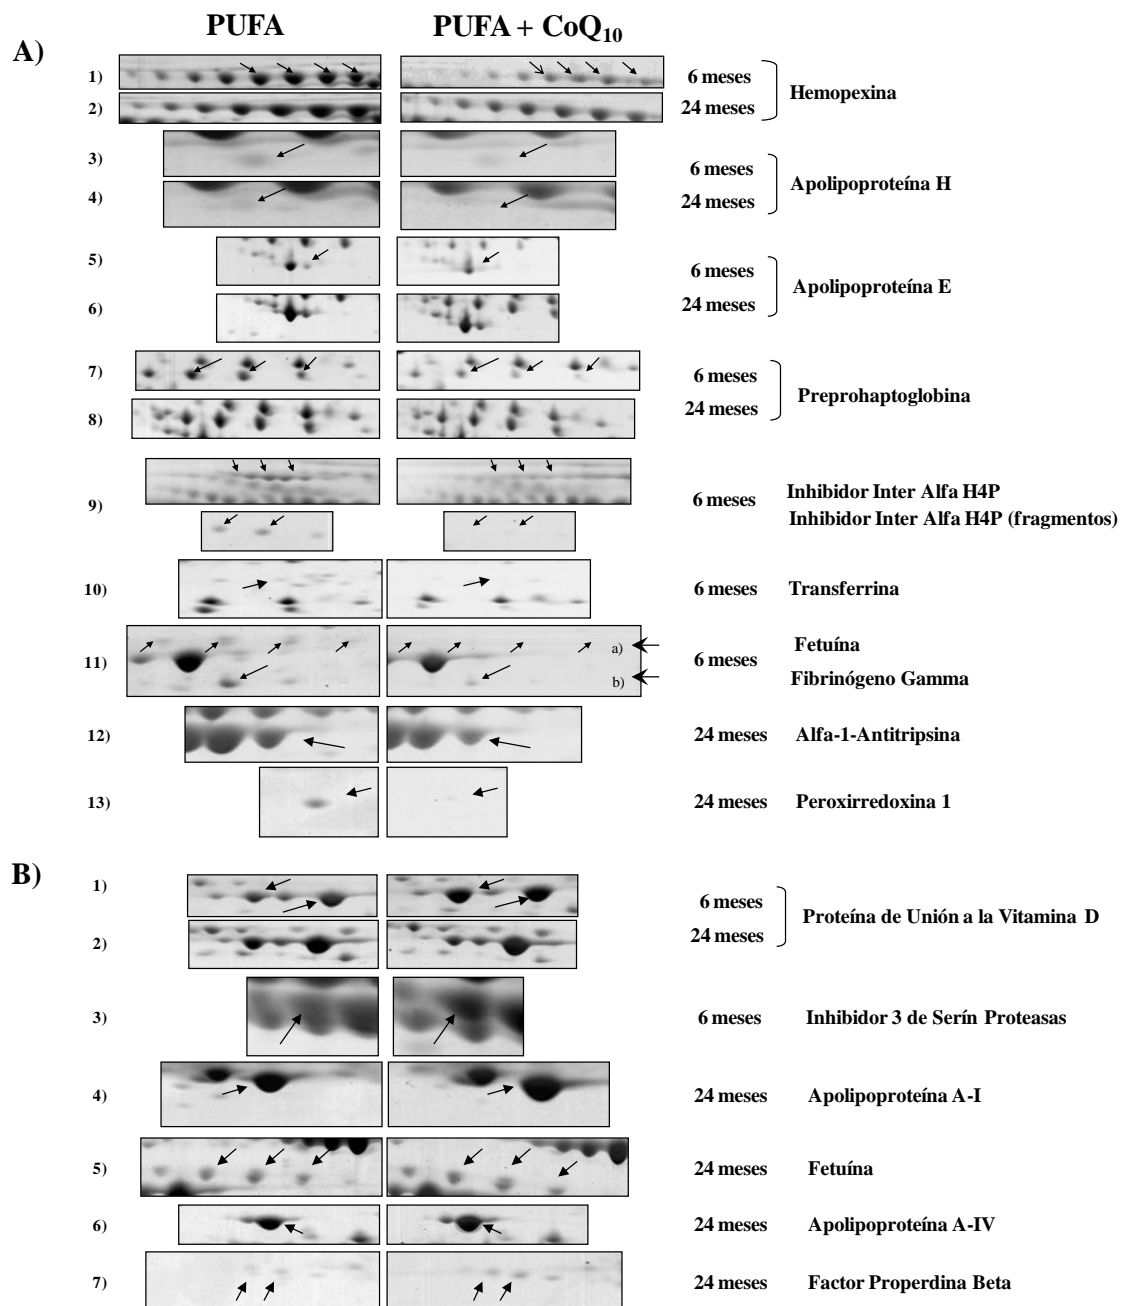 PUFA PUFA + CoQ10
A)
1) 6 meses
Hemopexina
2) 24 meses
3) 6 meses
Apolipoproteína H
4) 24 meses
5) 6 meses
Apolipoproteína E
6) 24 meses
7) 6 meses
Preprohaptoglobina
8) 24 meses
9) 6 meses Inhibidor Inter Alfa H4P
Inhibidor Inter Alfa H4P (fragmentos)
10) 6 meses Transferrina
a) Fetuína
11) 6 meses
b) Fibrinógeno Gamma
12) 24 meses Alfa-1-Antitripsina
13) 24 meses Peroxirredoxina 1
B)
1) 6 meses
Proteína de Unión a la Vitamina D
2) 24 meses
3) 6 meses Inhibidor 3 de Serín Proteasas
4) 24 meses Apolipoproteína A-I
5) 24 meses Fetuína
6) 24 meses Apolipoproteína A-IV
7) 24 meses Factor Properdina Beta